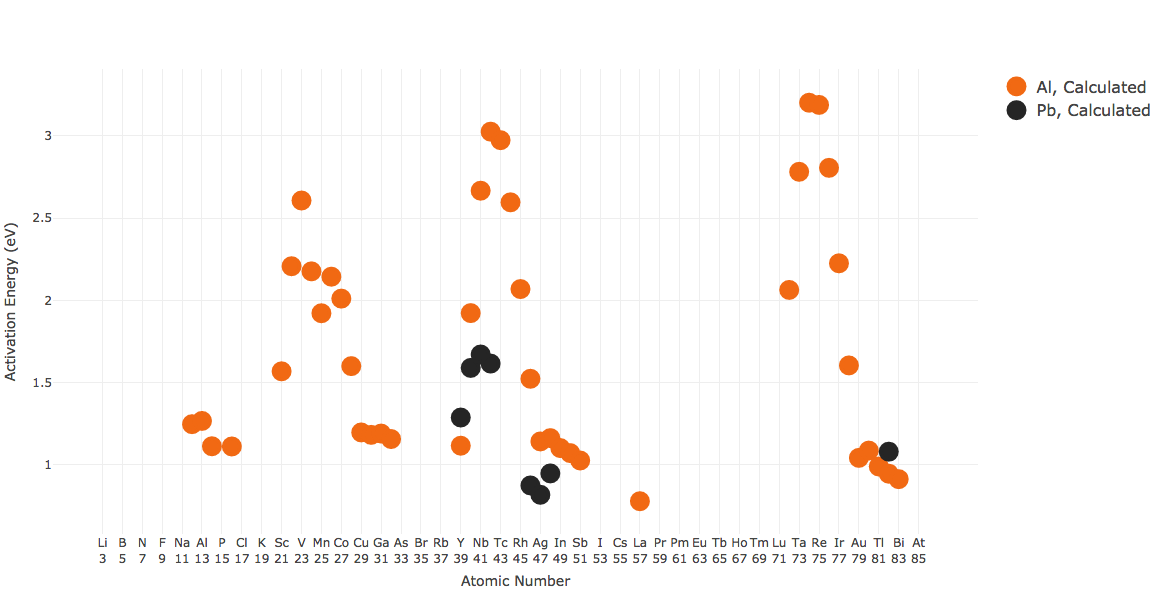 Al, Calculated
Pb, Calculated
3
2.5
2
1.5
1
Activation Energy (eV)
Li B N F Na Al P Cl K Sc V Mn Co Cu Ga As Br Rb Y Nb Tc Rh Ag In Sb I Cs La Pr Pm Eu Tb Ho Tm Lu Ta Re Ir Au Tl Bi At
3 5 7 9 11 13 15 17 19 21 23 25 27 29 31 33 35 37 39 41 43 45 47 49 51 53 55 57 59 61 63 65 67 69 71 73 75 77 79 81 83 85
Atomic Number